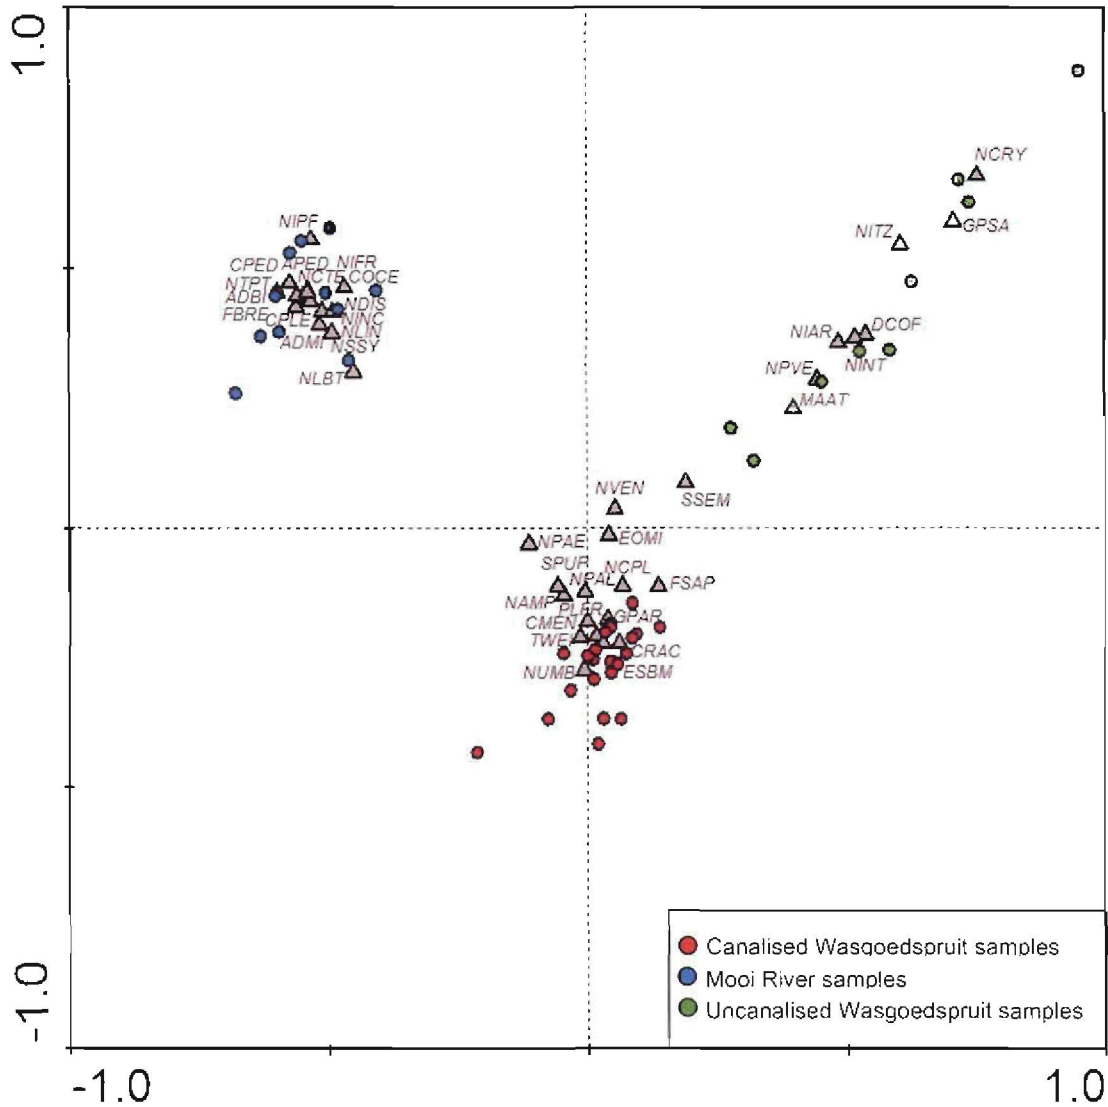 1.0
NCRY
NIPF
NITZ
GPSA
CPED APED NIFR
NTPT NCTE COCE
ADBI
NDIS
FBRE CPLE NINC
NLIN
ADMI NSSY
NLBT
NIAR DCOF
NPVE NINT
MAAT
NVEN SSEM
NPAE EOMI
SPUP NCPL
NPAL FSAP
NAMP PLFR GPAR
CMEN
CRAC
NUMB ESBM
Canalised Wasgoedspruit samples
Mooi River samples
Uncanalised Wasgoedspruit samples
-1.0
-1.0 1.0